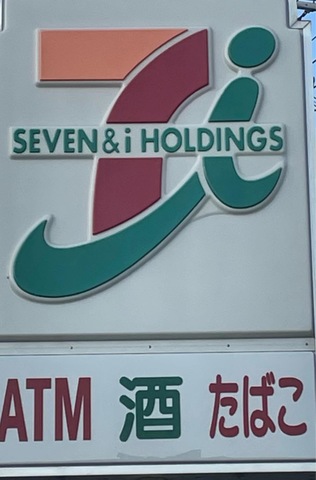 SEVEN&i HOLDINGS
ATM 酒 たばこ